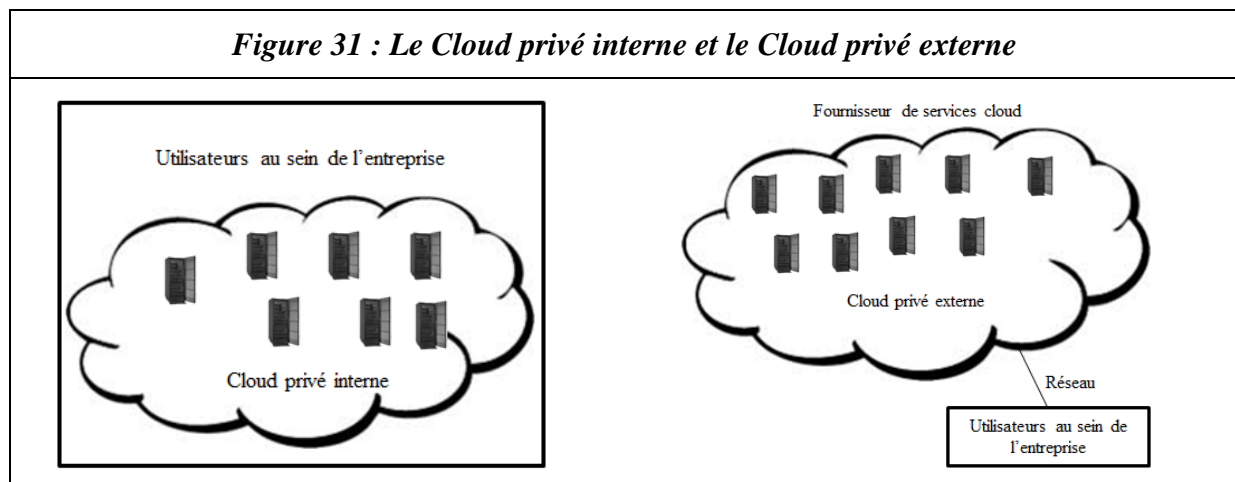 Figure 31 : Le Cloud privé interne et le Cloud privé externe
Utilisateurs au sein de l'entreprise
Cloud privé interne
Fournisseur de services cloud
Cloud privé externe
Réseau
Utilisateurs au sein de
l'entreprise